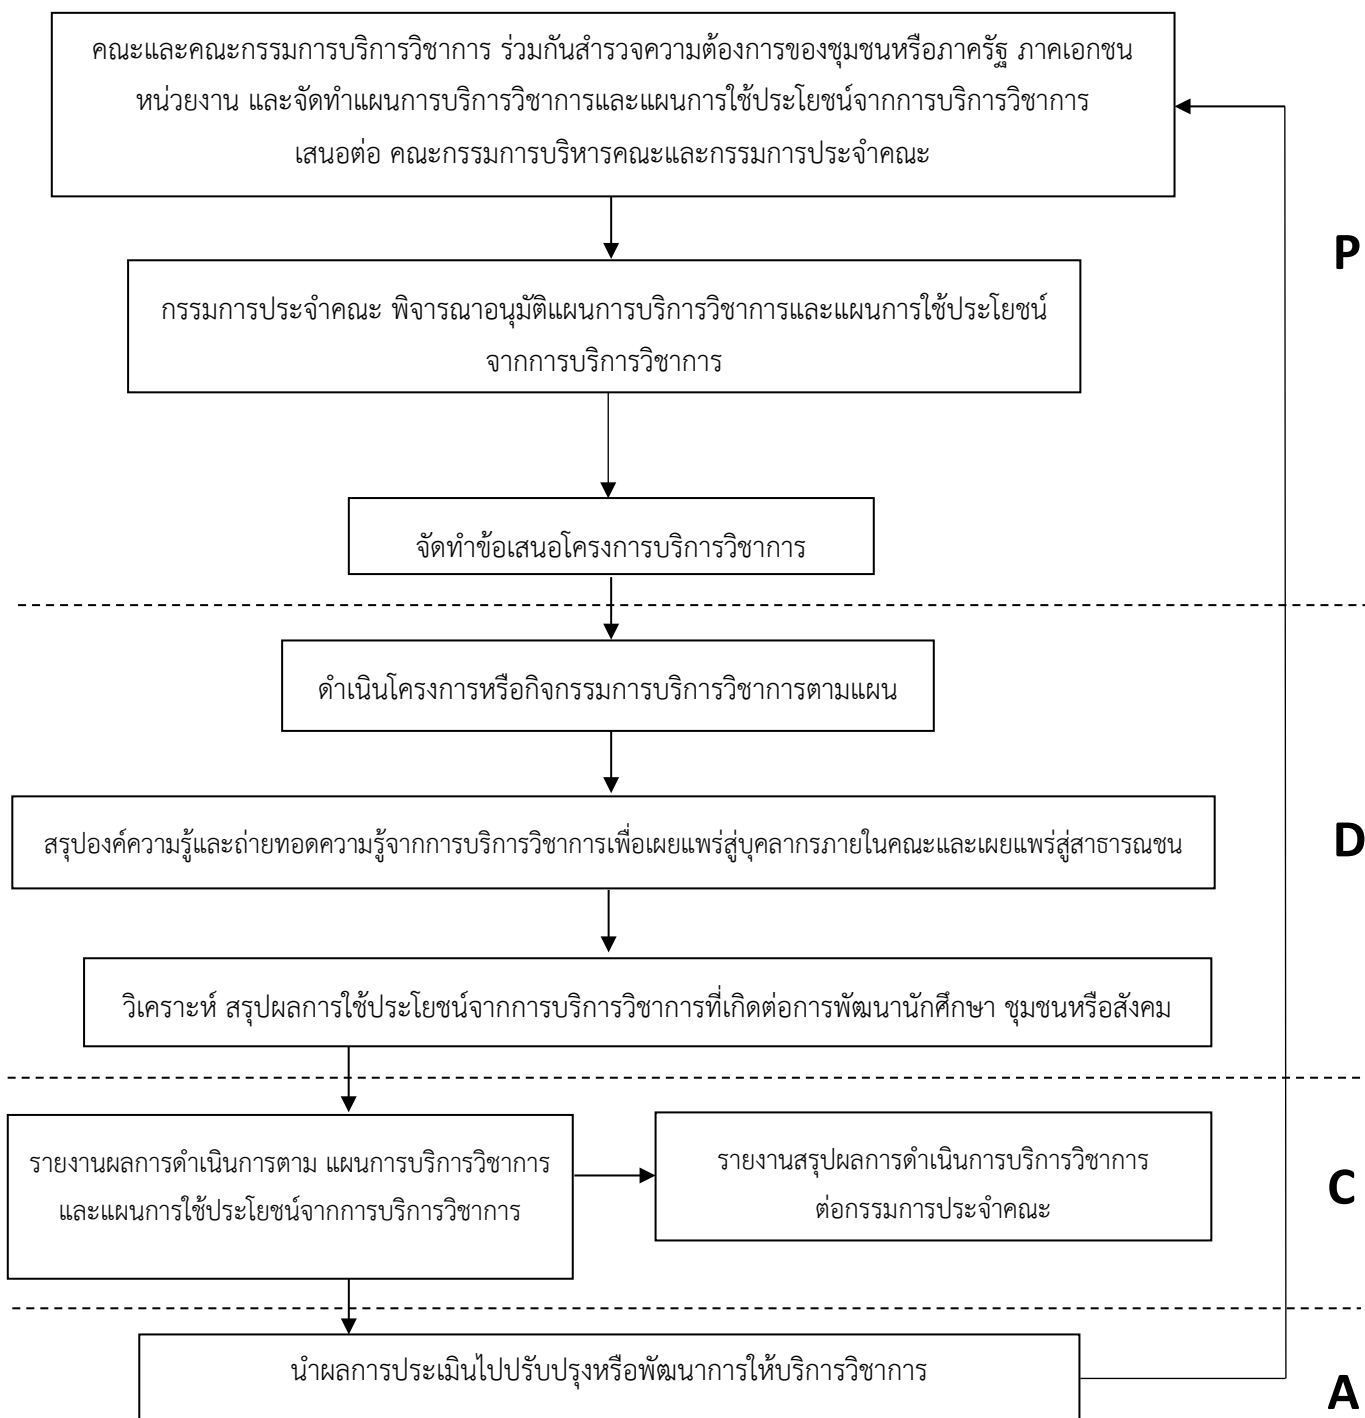 คณะและคณะกรรมการบริการวิชาการ ร่วมกันสำรวจความต้องการของชุมชนหรือภาครัฐ ภาคเอกชน
หน่วยงาน และจัดทำแผนการบริการวิชาการและแผนการใช้ประโยชน์จากการบริการวิชาการ
เสนอต่อ คณะกรรมการบริหารคณะและกรรมการประจำคณะ
P
กรรมการประจำคณะ พิจารณาอนุมัติแผนการบริการวิชาการและแผนการใช้ประโยชน์
จากการบริการวิชาการ
จัดทำข้อเสนอโครงการบริการวิชาการ
ดำเนินโครงการหรือกิจกรรมการบริการวิชาการตามแผน
D
สรุปองค์ความรู้และถ่ายทอดความรู้จากการบริการวิชาการเพื่อเผยแพร่สู่บุคลากรภายในคณะและเผยแพร่สู่สาธารณชน
วิเคราะห์ สรุปผลการใช้ประโยชน์จากการบริการวิชาการที่เกิดต่อการพัฒนานักศึกษา ชุมชนหรือสังคม
รายงานผลการดำเนินการตาม แผนการบริการวิชาการ
และแผนการใช้ประโยชน์จากการบริการวิชาการ
รายงานสรุปผลการดำเนินการบริการวิชาการ
ต่อกรรมการประจำคณะ
C
นำผลการประเมินไปปรับปรุงหรือพัฒนาการให้บริการวิชาการ
A